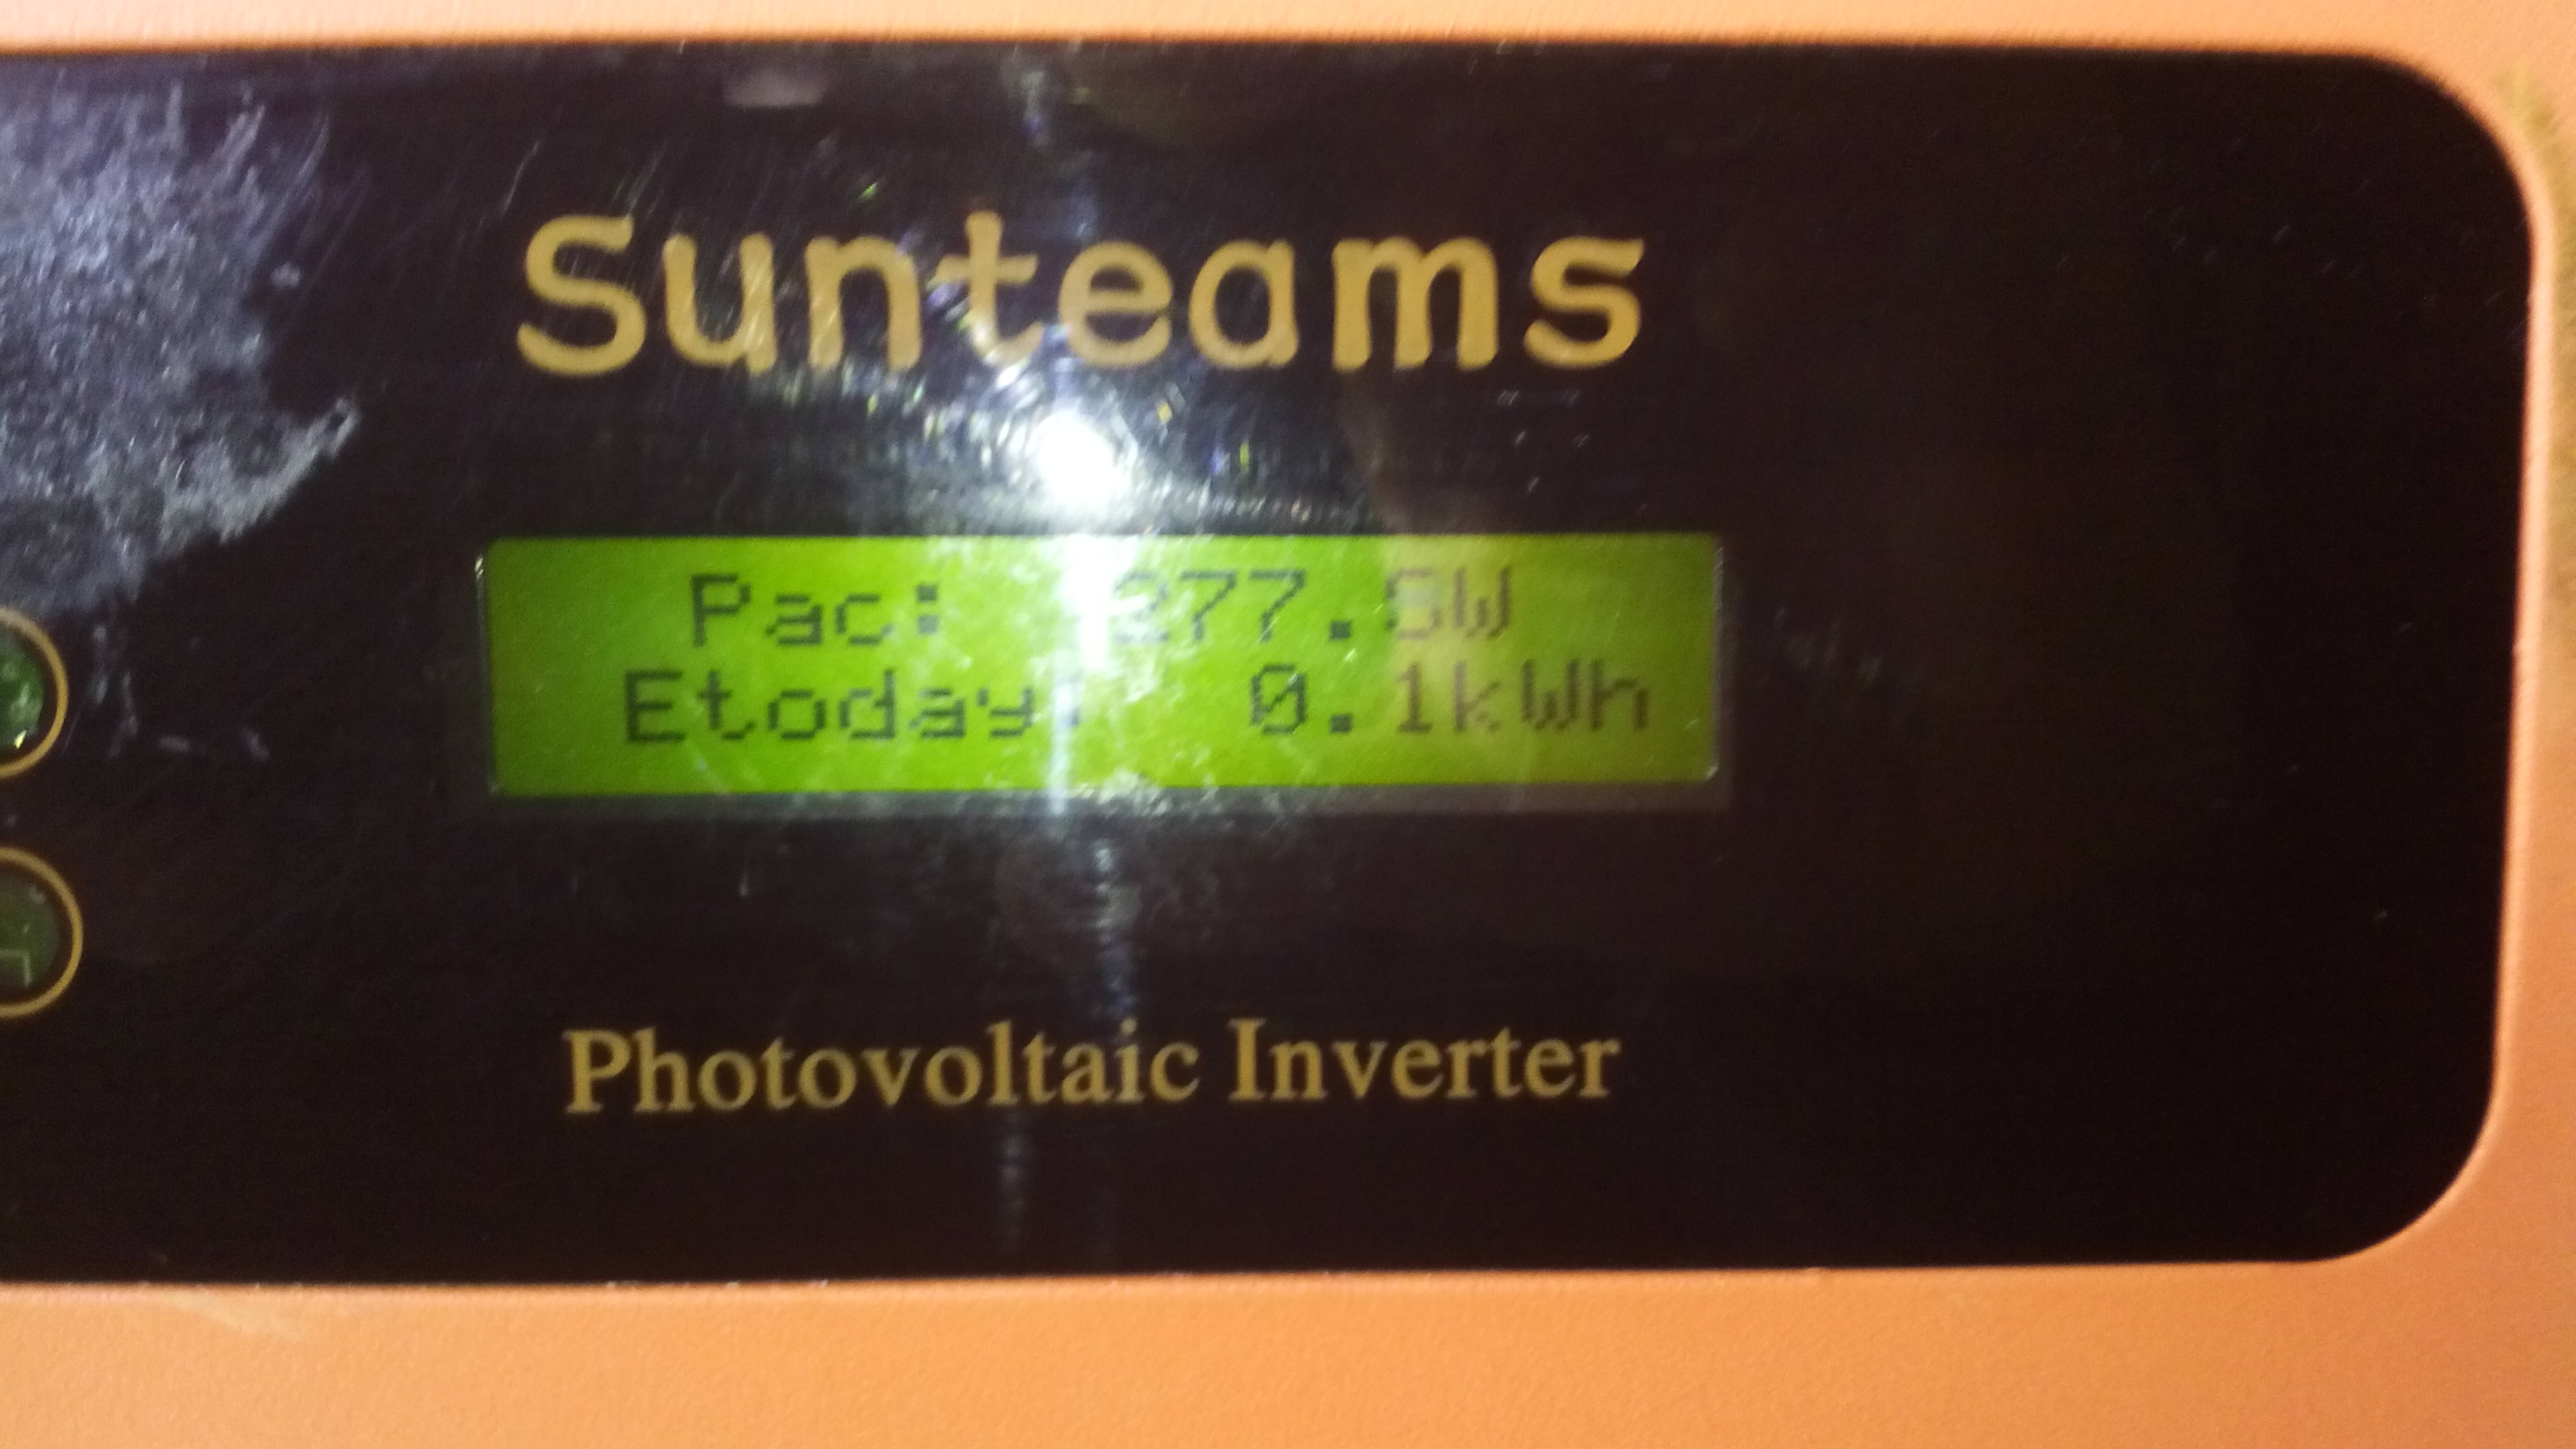 Sunteams
Pac: 277.5W
Etoday: 0.1kWh
Photovoltaic Inverter